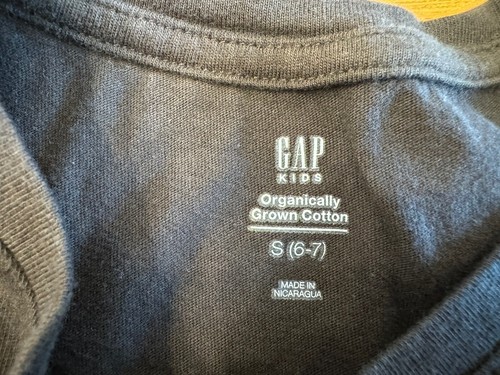 GAP
KIDS
Organically
Grown Cotton
S (6-7)
MADE IN
NICARAGUA